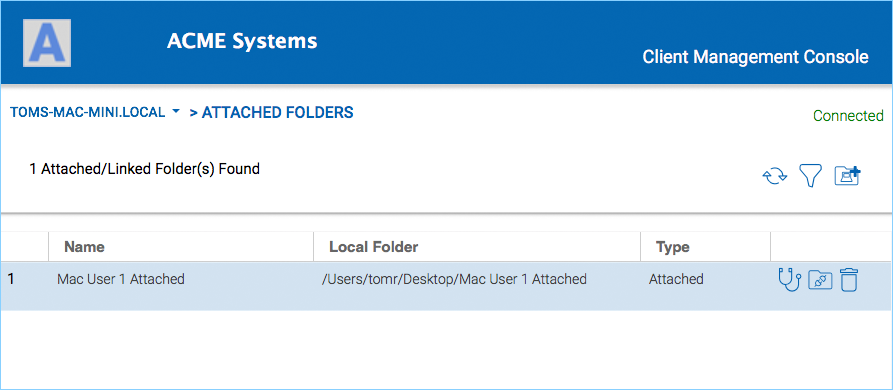 A
ACME Systems
Client Management Console
TOMS-MAC-MINI.LOCAL > ATTACHED FOLDERS
Connected
1 Attached/Linked Folder(s) Found
Name Local Folder Type
1 Mac User 1 Attached /Users/tomr/Desktop/Mac User 1 Attached Attached